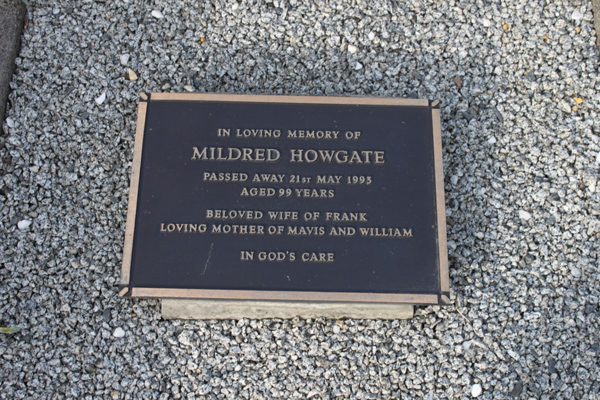 IN LOVING MEMORY OF
MILDRED HOWGATE
PASSED AWAY 21ST MAY 1993
AGED 99 YEARS
BELOVED WIFE OF FRANK
LOVING MOTHER OF MAVIS AND WILLIAM
IN GOD'S CARE